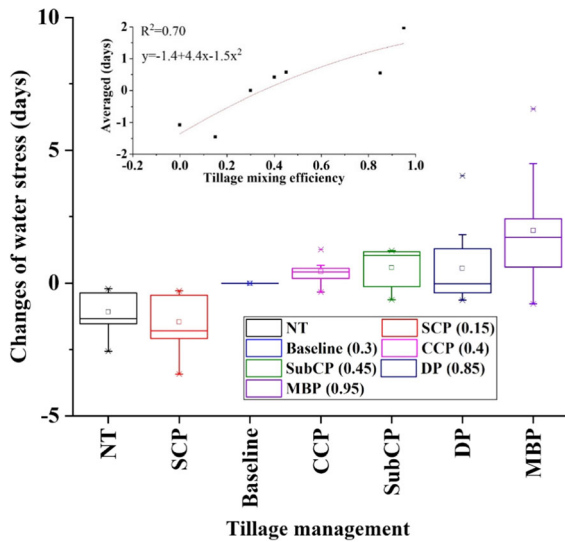 10
5
0
-5
Changes of water stress (days)
R²=0.70
y=-1.4+4.4x-1.5x²
2
1
0
-1
-2
Averaged (days)
-0.2 0.0 0.2 0.4 0.6 0.8 1.0
Tillage mixing efficiency
NT SCP (0.15)
Baseline (0.3) CCP (0.4)
SubCP (0.45) DP (0.85)
MBP (0.95)
NT
SCP
Baseline
CCP
SubCP
DP
MBP
Tillage management